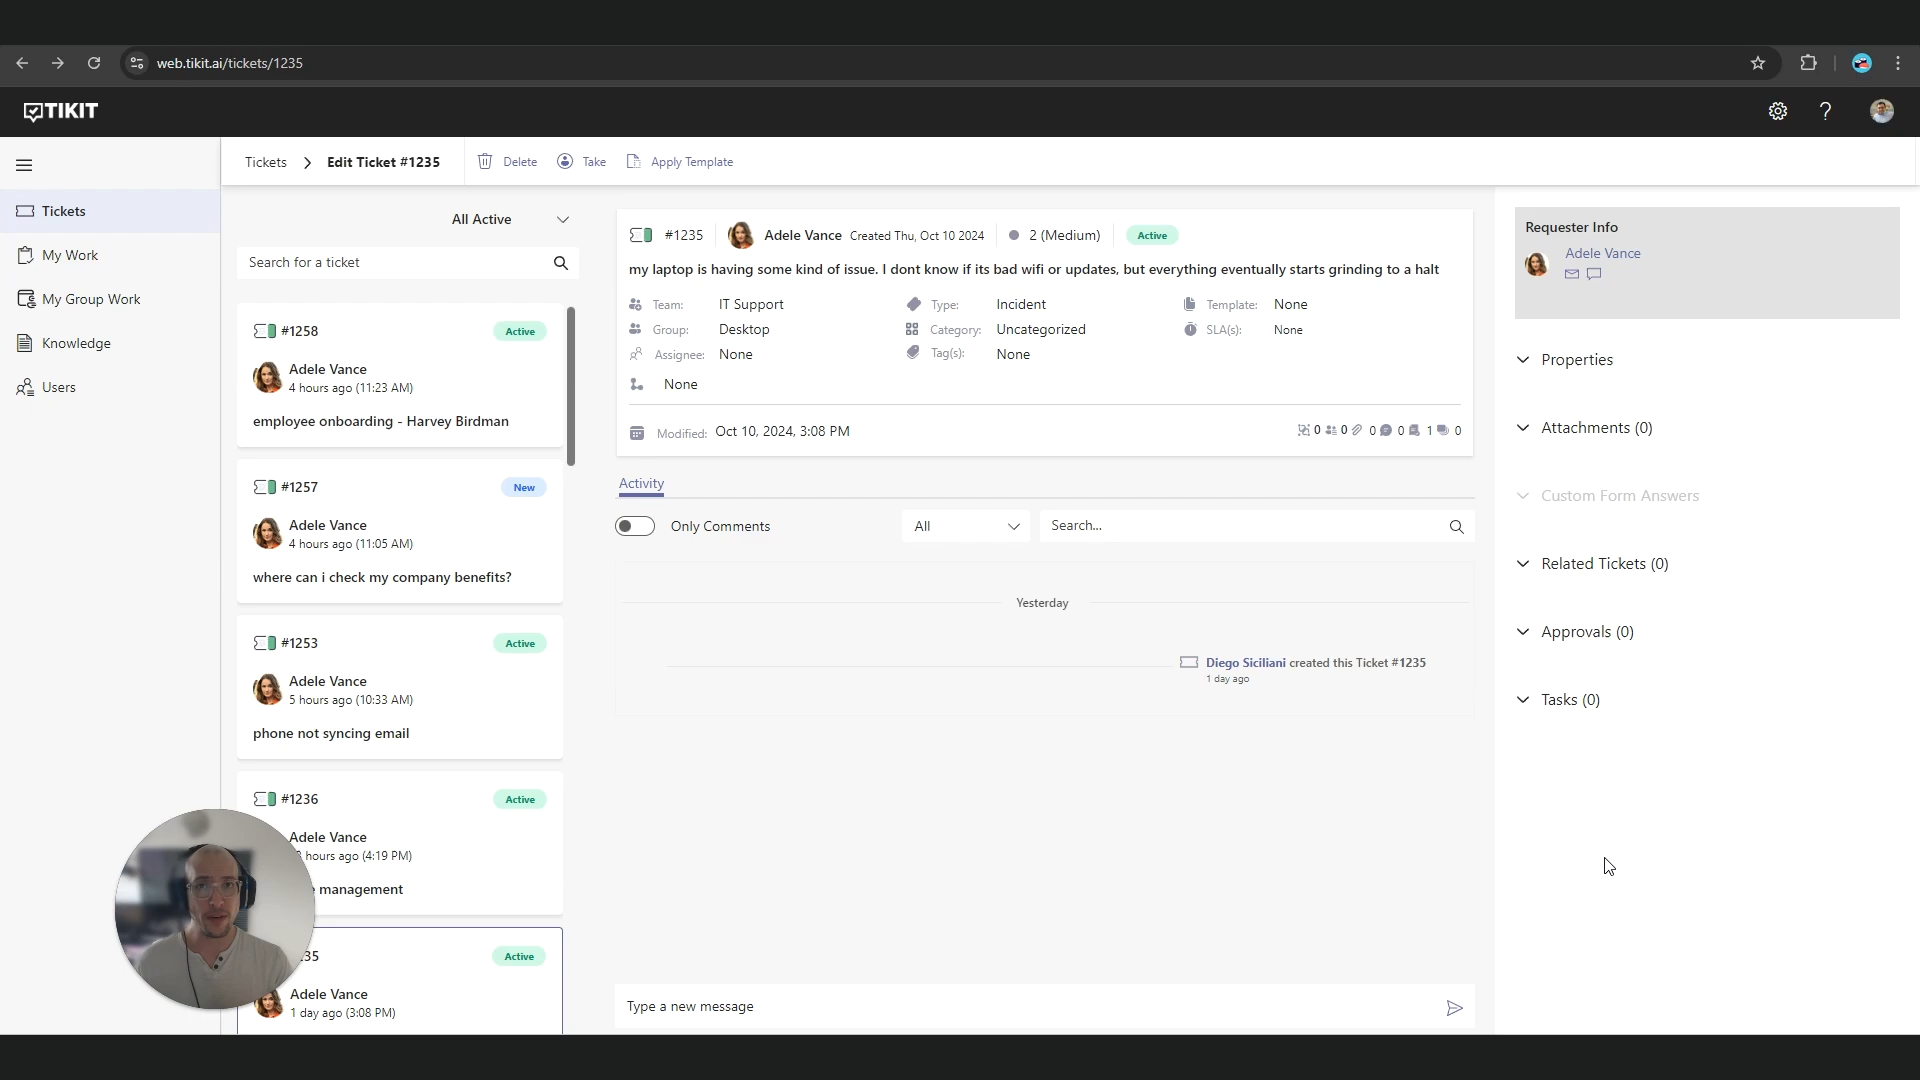 web.tikit.ai/tickets/1235
TIKIT
Tickets
My Work
My Group Work
Knowledge
Users
Tickets > Edit Ticket #1235
Delete
Take
Apply Template
All Active
Search for a ticket
#1258 Active
Adele Vance
4 hours ago (11:23 AM)
employee onboarding - Harvey Birdman
#1257 New
Adele Vance
4 hours ago (11:05 AM)
where can i check my company benefits?
#1253 Active
Adele Vance
5 hours ago (10:33 AM)
phone not syncing email
#1236 Active
Adele Vance
hours ago (4:19 PM)
management
35 Active
Adele Vance
1 day ago (3:08 PM)
#1235 Adele Vance Created Thu, Oct 10 2024 2 (Medium) Active
my laptop is having some kind of issue. I dont know if its bad wifi or updates, but everything eventually starts grinding to a halt
Team: IT Support Type: Incident Template: None
Group: Desktop Category: Uncategorized SLA(s): None
Assignee: None Tag(s): None
None
Modified: Oct 10, 2024, 3:08 PM 0 0 0 0 1 0
Activity
Only Comments All Search...
Yesterday
Diego Siciliani created this Ticket #1235
1 day ago
Type a new message
Requester Info
Adele Vance
Properties
Attachments (0)
Custom Form Answers
Related Tickets (0)
Approvals (0)
Tasks (0)